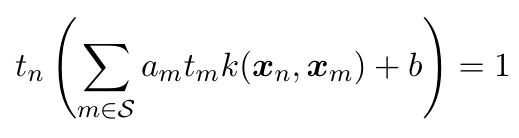 $t_n \left( \sum_{m \in \mathcal{S}} a_m t_m k(\boldsymbol{x}_n, \boldsymbol{x}_m) + b \right) = 1$